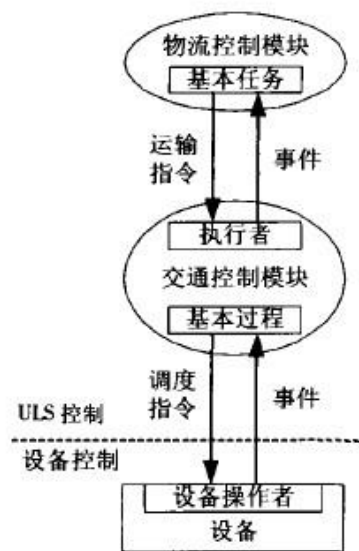 物流控制模块
基本任务
运输
指令
事件
执行者
交通控制模块
基本过程
调度
指令
事件
ULS 控制
设备控制
设备操作者
设备